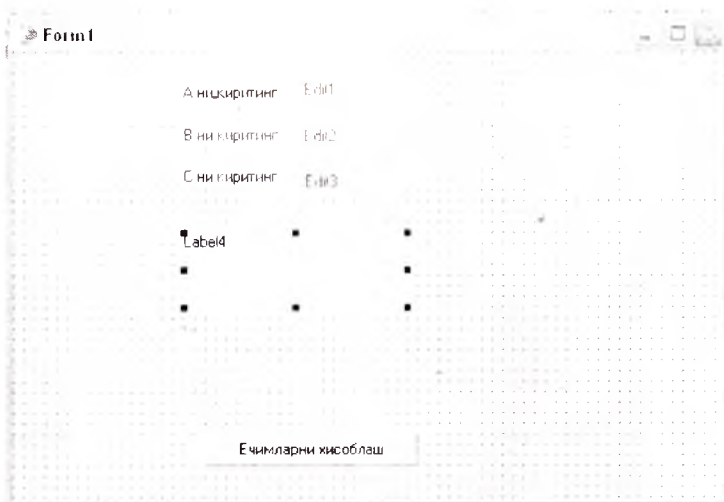 Form1
А ни киритинг Edit1
В ни киритинг Edit2
С ни киритинг Edit3
Label4
Ечимларни хисоблаш